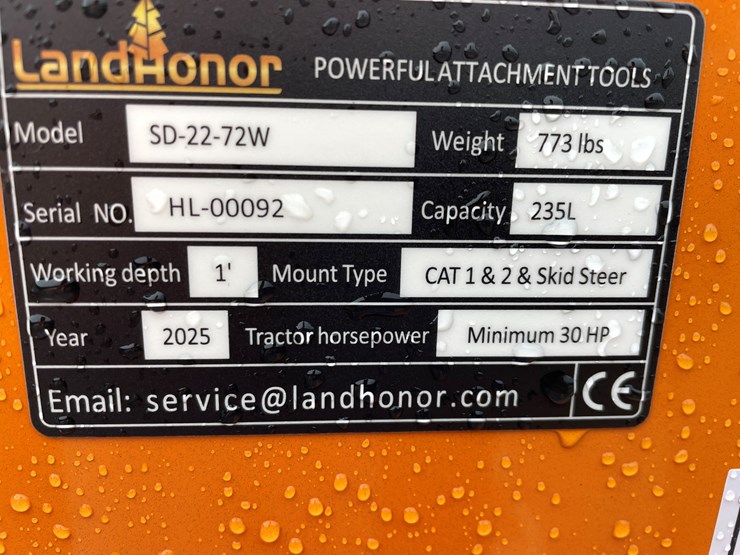 LandHonor POWERFUL ATTACHMENT TOOLS
Model SD-22-72W Weight 773 lbs
Serial NO. HL-00092 Capacity 235L
Working depth 1' Mount Type CAT 1 & 2 & Skid Steer
Year 2025 Tractor horsepower Minimum 30 HP
Email: service@landhonor.com CE